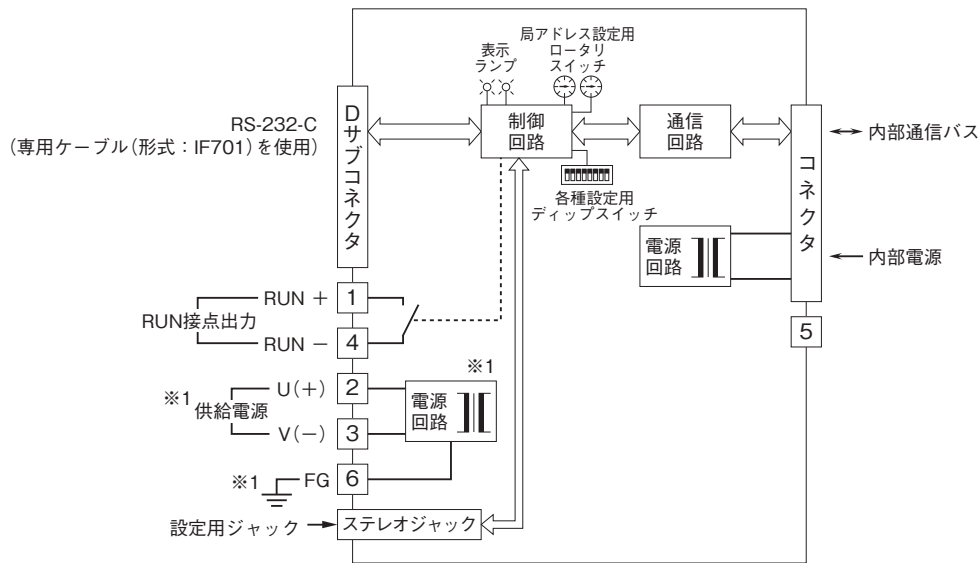 表示
ランプ
局アドレス設定用
ロータリ
スイッチ
RS-232-C
(専用ケーブル(形式：IF701)を使用)
Dサブコネクタ
制御
回路
通信
回路
コネクタ
内部通信バス
各種設定用
ディップスイッチ
電源
回路
内部電源
RUN接点出力
RUN ＋
1
RUN －
4
5
※1 供給電源
U(＋)
2
V(－)
3
※1
電源
回路
※1
FG
6
設定用ジャック
ステレオジャック